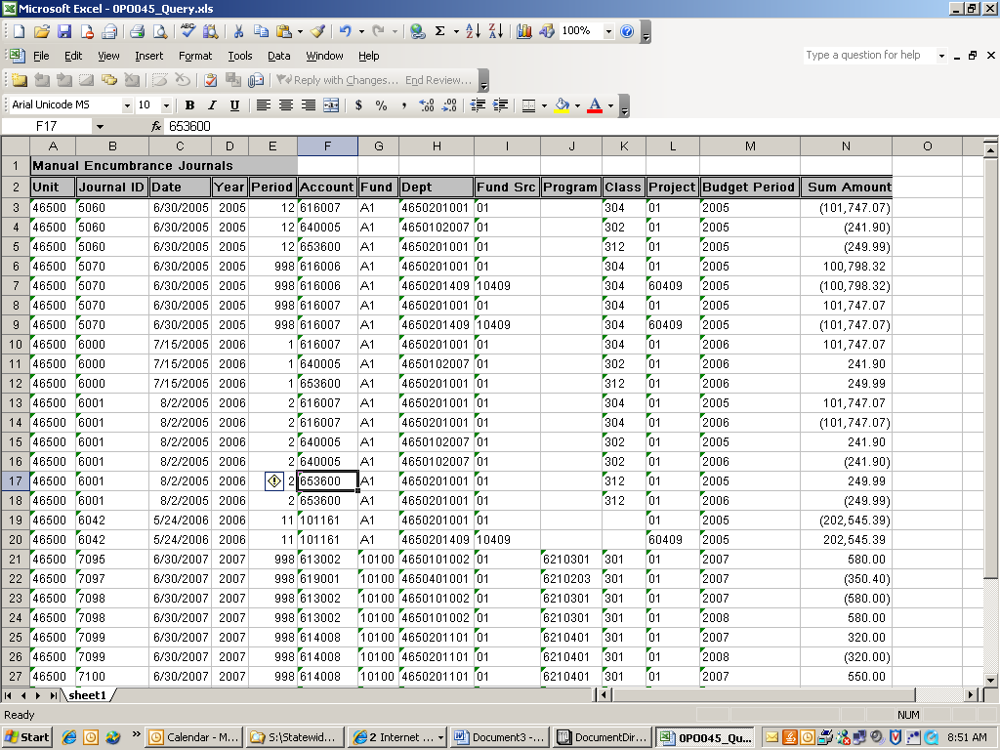 Microsoft Excel - 0PO045_Query.xls
100%
File Edit View Insert Format Tools Data Window Help Type a question for help
Reply with Changes... End Review...
Arial Unicode MS 10 B I U $ % ,
F17 fx 653600
A B C D E F G H I J K L M N O
1 Manual Encumbrance Journals
2 Unit Journal ID Date Year Period Account Fund Dept Fund Src Program Class Project Budget Period Sum Amount
3 46500 5060 6/30/2005 2005 12 616007 A1 4650201001 01 304 01 2005 (101,747.07)
4 46500 5060 6/30/2005 2005 12 640005 A1 4650102007 01 302 01 2005 (241.90)
5 46500 5060 6/30/2005 2005 12 653600 A1 4650201001 01 312 01 2005 (249.99)
6 46500 5070 6/30/2005 2005 998 616006 A1 4650201001 01 304 01 2005 100,798.32
7 46500 5070 6/30/2005 2005 998 616006 A1 4650201409 10409 304 60409 2005 (100,798.32)
8 46500 5070 6/30/2005 2005 998 616007 A1 4650201001 01 304 01 2005 101,747.07
9 46500 5070 6/30/2005 2005 998 616007 A1 4650201409 10409 304 60409 2005 (101,747.07)
10 46500 6000 7/15/2005 2006 1 616007 A1 4650201001 01 304 01 2006 101,747.07
11 46500 6000 7/15/2005 2006 1 640005 A1 4650102007 01 302 01 2006 241.90
12 46500 6000 7/15/2005 2006 1 653600 A1 4650201001 01 312 01 2006 249.99
13 46500 6001 8/2/2005 2006 2 616007 A1 4650201001 01 304 01 2005 101,747.07
14 46500 6001 8/2/2005 2006 2 616007 A1 4650201001 01 304 01 2006 (101,747.07)
15 46500 6001 8/2/2005 2006 2 640005 A1 4650102007 01 302 01 2005 241.90
16 46500 6001 8/2/2005 2006 2 640005 A1 4650102007 01 302 01 2006 (241.90)
17 46500 6001 8/2/2005 2006 2 653600 A1 4650201001 01 312 01 2005 249.99
18 46500 6001 8/2/2005 2006 2 653600 A1 4650201001 01 312 01 2006 (249.99)
19 46500 6042 5/24/2006 2006 11 101161 A1 4650201001 01 01 2005 (202,545.39)
20 46500 6042 5/24/2006 2006 11 101161 A1 4650201409 10409 60409 2005 202,545.39
21 46500 7095 6/30/2007 2007 998 613002 10100 4650101002 01 6210301 301 01 2007 580.00
22 46500 7097 6/30/2007 2007 998 619001 10100 4650401001 01 6210203 301 01 2007 (350.40)
23 46500 7098 6/30/2007 2007 998 613002 10100 4650101002 01 6210301 301 01 2007 (580.00)
24 46500 7098 6/30/2007 2007 998 613002 10100 4650101002 01 6210301 301 01 2008 580.00
25 46500 7099 6/30/2007 2007 998 614008 10100 4650201101 01 6210401 301 01 2007 320.00
26 46500 7099 6/30/2007 2007 998 614008 10100 4650201101 01 6210401 301 01 2008 (320.00)
27 46500 7100 6/30/2007 2007 998 614008 10100 4650201101 01 6210401 301 01 2007 550.00
sheet1
Ready NUM
Start Calendar - M... S:\Statewid... 2 Internet ... Document3 -... DocumentDir... 0PO045_Qu... 8:51 AM